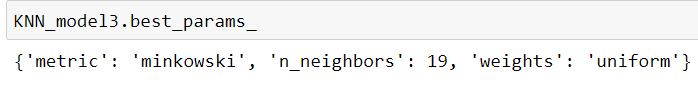 KNN_model3.best_params_
{'metric': 'minkowski', 'n_neighbors': 19, 'weights': 'uniform'}